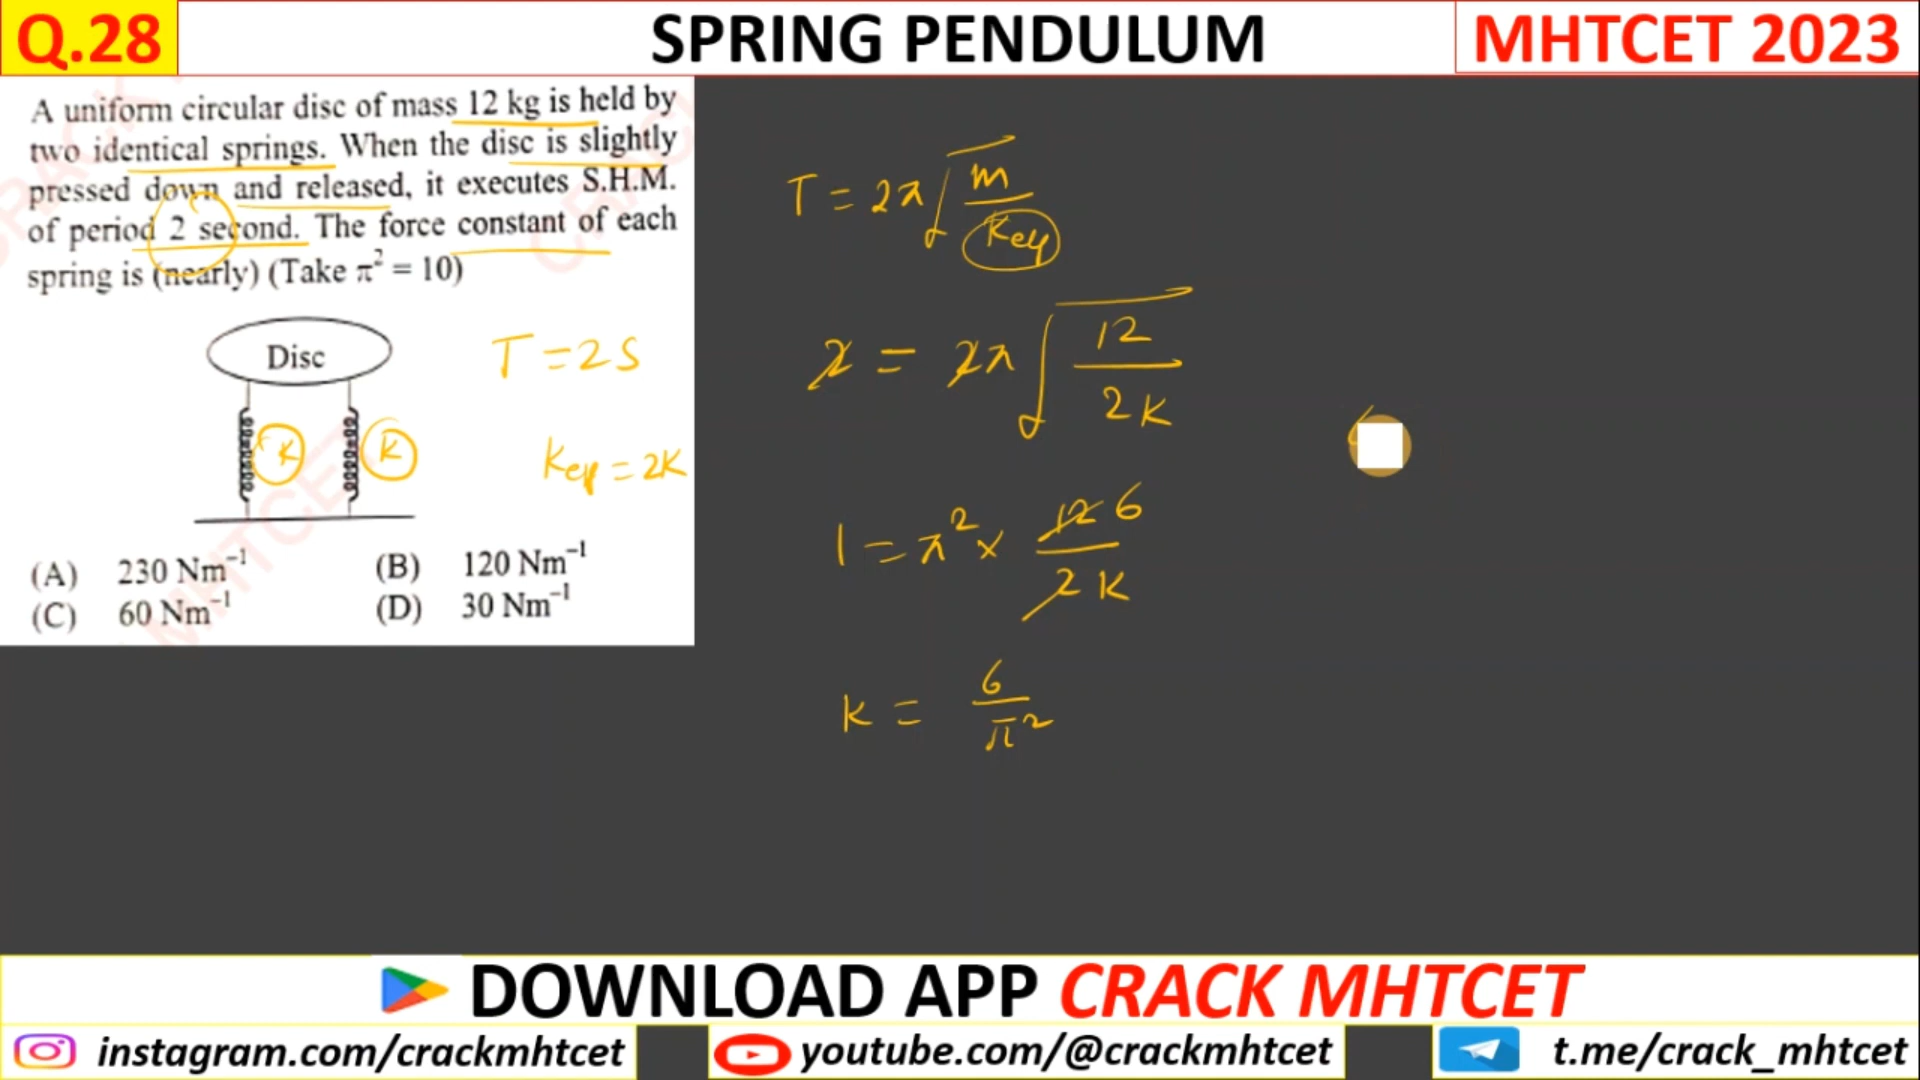 Q.28
SPRING PENDULUM
MHTCET 2023
A uniform circular disc of mass 12 kg is held by
two identical springs. When the disc is slightly
pressed down and released, it executes S.H.M.
of period 2 second. The force constant of each
spring is (nearly) (Take π² = 10)
Disc
T = 2S
K
K
Keq = 2K
(A) 230 Nm⁻¹ (B) 120 Nm⁻¹
(C) 60 Nm⁻¹ (D) 30 Nm⁻¹
T = 2π√(m/Keq)
2 = 2π√(12/2K)
1 = π² × 12 6/2K
K = 6/π²
DOWNLOAD APP CRACK MHTCET
instagram.com/crackmhtcet
youtube.com/@crackmhtcet
t.me/crack_mhtcet